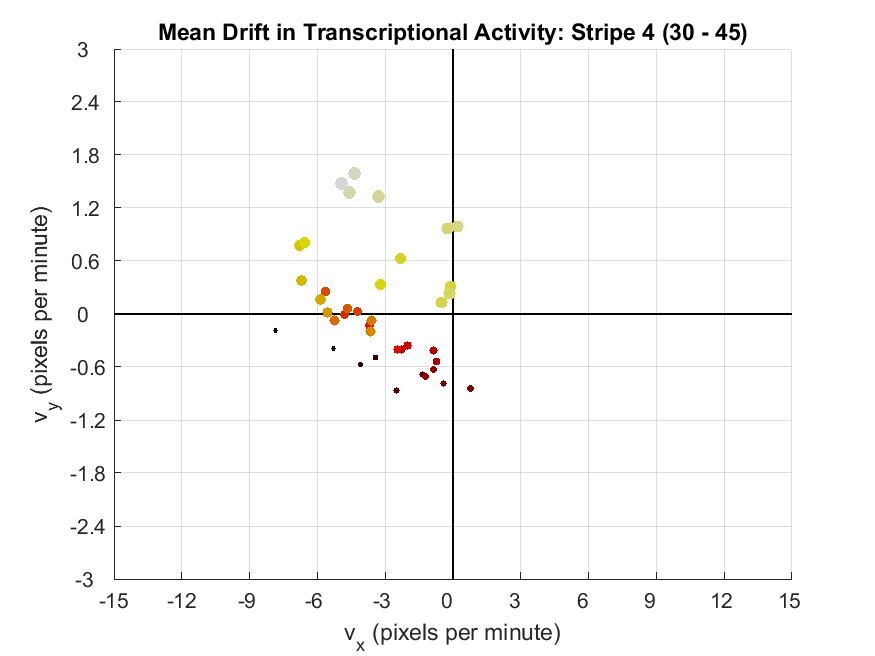 Mean Drift in Transcriptional Activity: Stripe 4 (30 - 45)
3
2.4
1.8
1.2
0.6
0
-0.6
-1.2
-1.8
-2.4
-3
v_y (pixels per minute)
-15 -12 -9 -6 -3 0 3 6 9 12 15
v_x (pixels per minute)